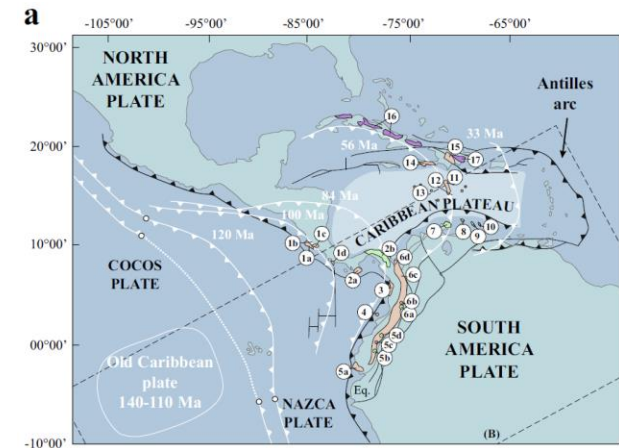 a
-105°00'
-95°00'
-85°00'
-75°00'
-65°00'
30°00'
20°00'
10°00'
00°00'
-10°00'
NORTH
AMERICA
PLATE
Antilles
arc
16
56 Ma
33 Ma
15
17
14
12
11
13
84 Ma
100 Ma
120 Ma
CARIBBEAN PLATEAU
1b
1c
1a
1d
2b
2a
7
8
9
10
6d
6c
3
6b
6a
4
5d
5c
5b
5a
COCOS
PLATE
Old Caribbean
plate
140-110 Ma
NAZCA
PLATE
Eq.
SOUTH
AMERICA
PLATE
(B)